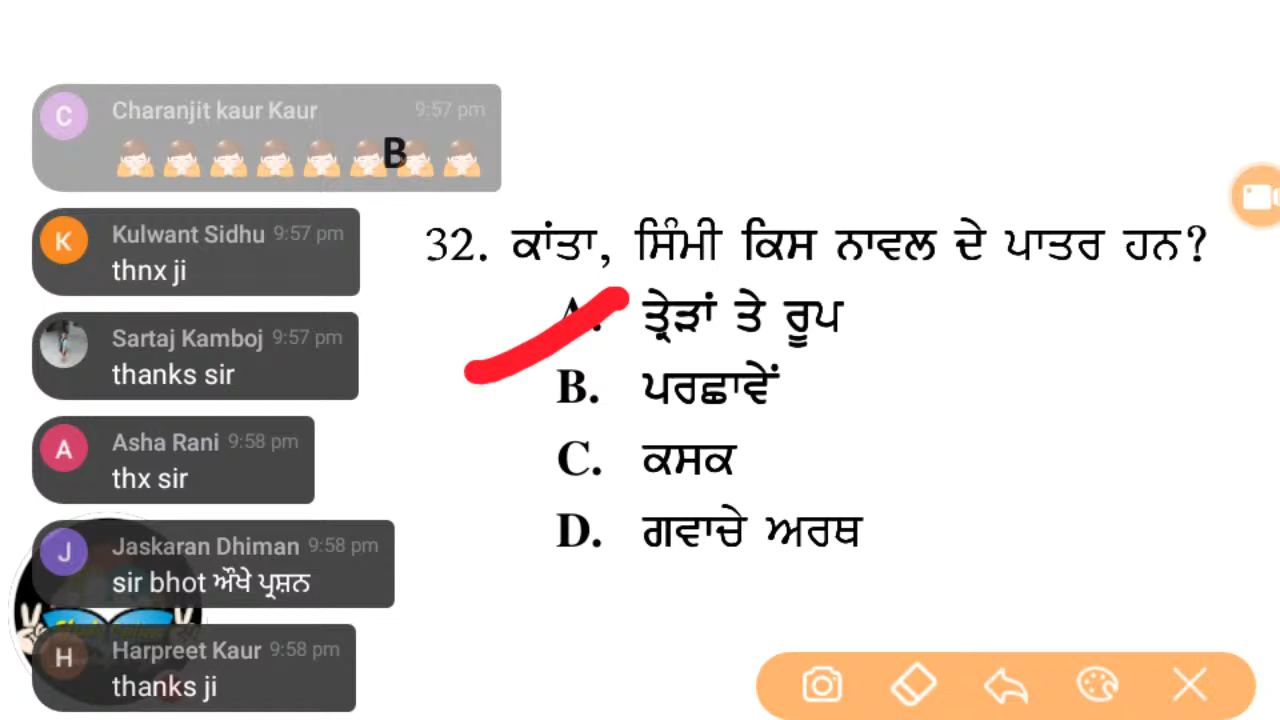 Charanjit kaur Kaur 9:57 pm
B
Kulwant Sidhu 9:57 pm
thnx ji
Sartaj Kamboj 9:57 pm
thanks sir
Asha Rani 9:58 pm
thx sir
Jaskaran Dhiman 9:58 pm
sir bhot ਔਖੇ ਪ੍ਰਸ਼ਨ
Harpreet Kaur 9:58 pm
thanks ji
32. ਕਾਂਤਾ, ਸਿੰਮੀ ਕਿਸ ਨਾਵਲ ਦੇ ਪਾਤਰ ਹਨ?
A. ਤ੍ਰੇੜਾਂ ਤੇ ਰੂਪ
B. ਪਰਛਾਵੇਂ
C. ਕਸਕ
D. ਗਵਾਚੇ ਅਰਥ
C
K
A
J
H